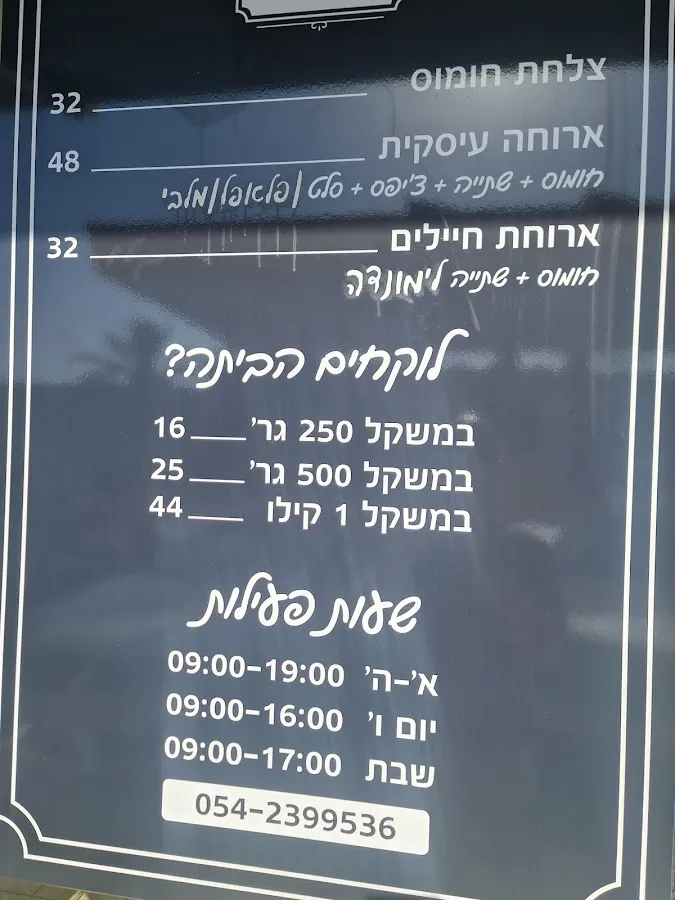 צלחת חומוס 32
ארוחה עיסקית 48
חומוס + שתייה + צ'יפס + סלט / פלאפל / מלבי
ארוחת חיילים 32
חומוס + שתייה לימונדה
לוקחים הביתה?
במשקל 250 גר' 16
במשקל 500 גר' 25
במשקל 1 קילו 44
שעות פעילות
א'-ה' 09:00-19:00
יום ו' 09:00-16:00
שבת 09:00-17:00
054-2399536